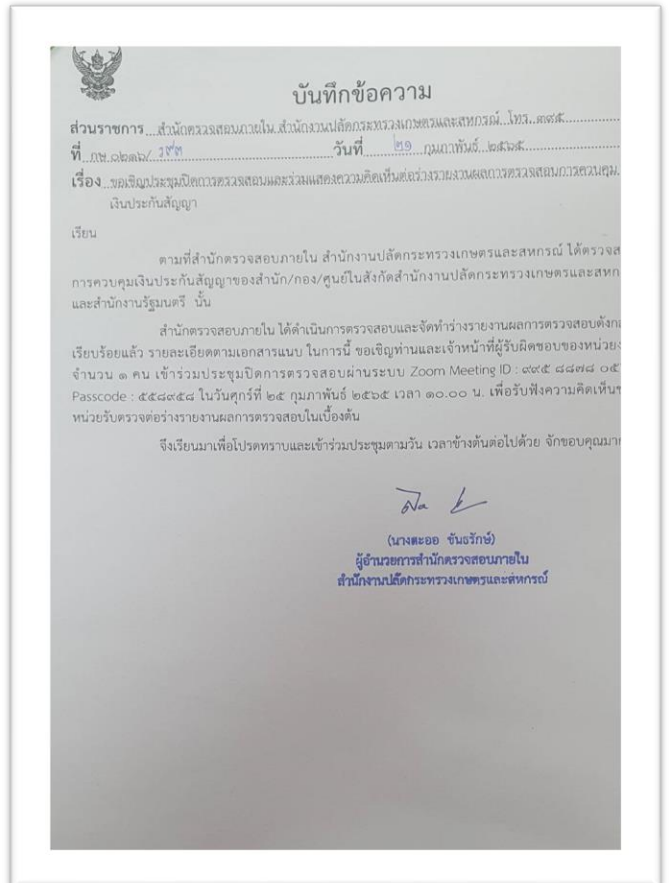 บันทึกข้อความ
ส่วนราชการ สำนักตรวจสอบภายใน สำนักงานปลัดกระทรวงเกษตรและสหกรณ์ โทร. ๓๙๕
ที่ กษ ๐๒๑๖/ วันที่ ๒๑ กุมภาพันธ์ ๒๕๖๕
เรื่อง ขอเชิญประชุมปิดการตรวจสอบและร่วมแสดงความคิดเห็นต่อร่างรายงานผลการตรวจสอบการควบคุม
เงินประกันสัญญา
เรียน
ตามที่สำนักตรวจสอบภายใน สำนักงานปลัดกระทรวงเกษตรและสหกรณ์ ได้ตรวจส
การควบคุมเงินประกันสัญญาของสำนัก/กอง/ศูนย์ในสังกัดสำนักงานปลัดกระทรวงเกษตรและสหก
และสำนักงานรัฐมนตรี นั้น
สำนักตรวจสอบภายใน ได้ดำเนินการตรวจสอบและจัดทำร่างรายงานผลการตรวจสอบดังก
เรียบร้อยแล้ว รายละเอียดตามเอกสารแนบ ในการนี้ ขอเชิญท่านและเจ้าหน้าที่ผู้รับผิดชอบของหน่วยง
จำนวน ๑ คน เข้าร่วมประชุมปิดการตรวจสอบผ่านระบบ Zoom Meeting ID : ๙๙๕ ๘๘๗๘ ๐๕
Passcode : ๕๕๘๙๕๘ ในวันศุกร์ที่ ๒๕ กุมภาพันธ์ ๒๕๖๕ เวลา ๑๐.๐๐ น. เพื่อรับฟังความคิดเห็นข
หน่วยรับตรวจต่อร่างรายงานผลการตรวจสอบในเบื้องต้น
จึงเรียนมาเพื่อโปรดทราบและเข้าร่วมประชุมตามวัน เวลาข้างต้นต่อไปด้วย จักขอบคุณมาก
(นางตะออ ขันธรักษ์)
ผู้อำนวยการสำนักตรวจสอบภายใน
สำนักงานปลัดกระทรวงเกษตรและสหกรณ์